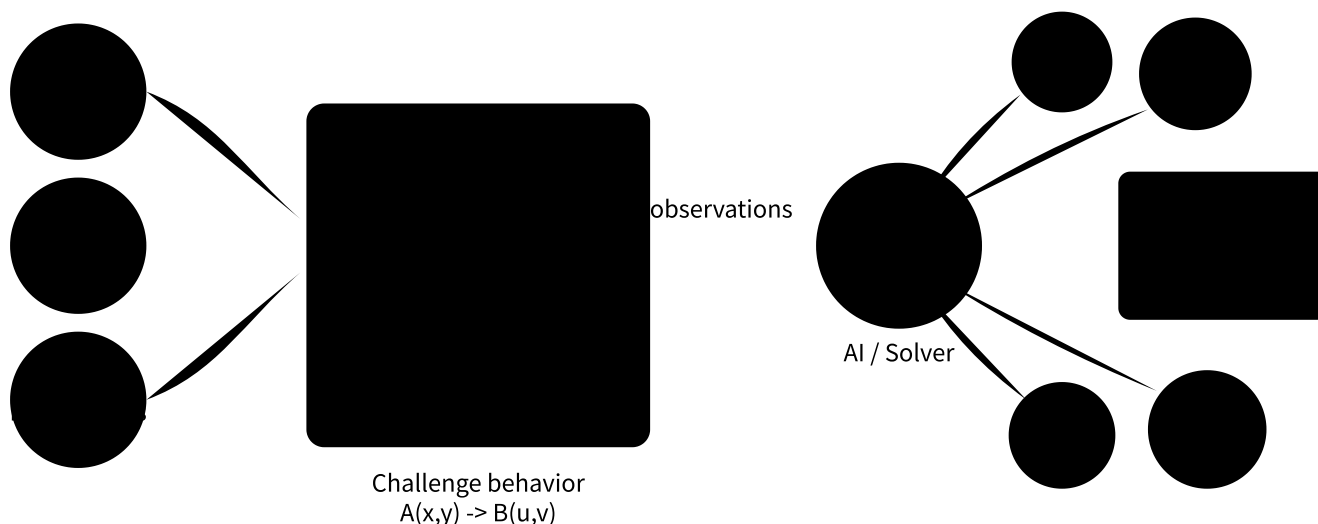 observations
AI / Solver
Challenge behavior
A(x,y) -> B(u,v)